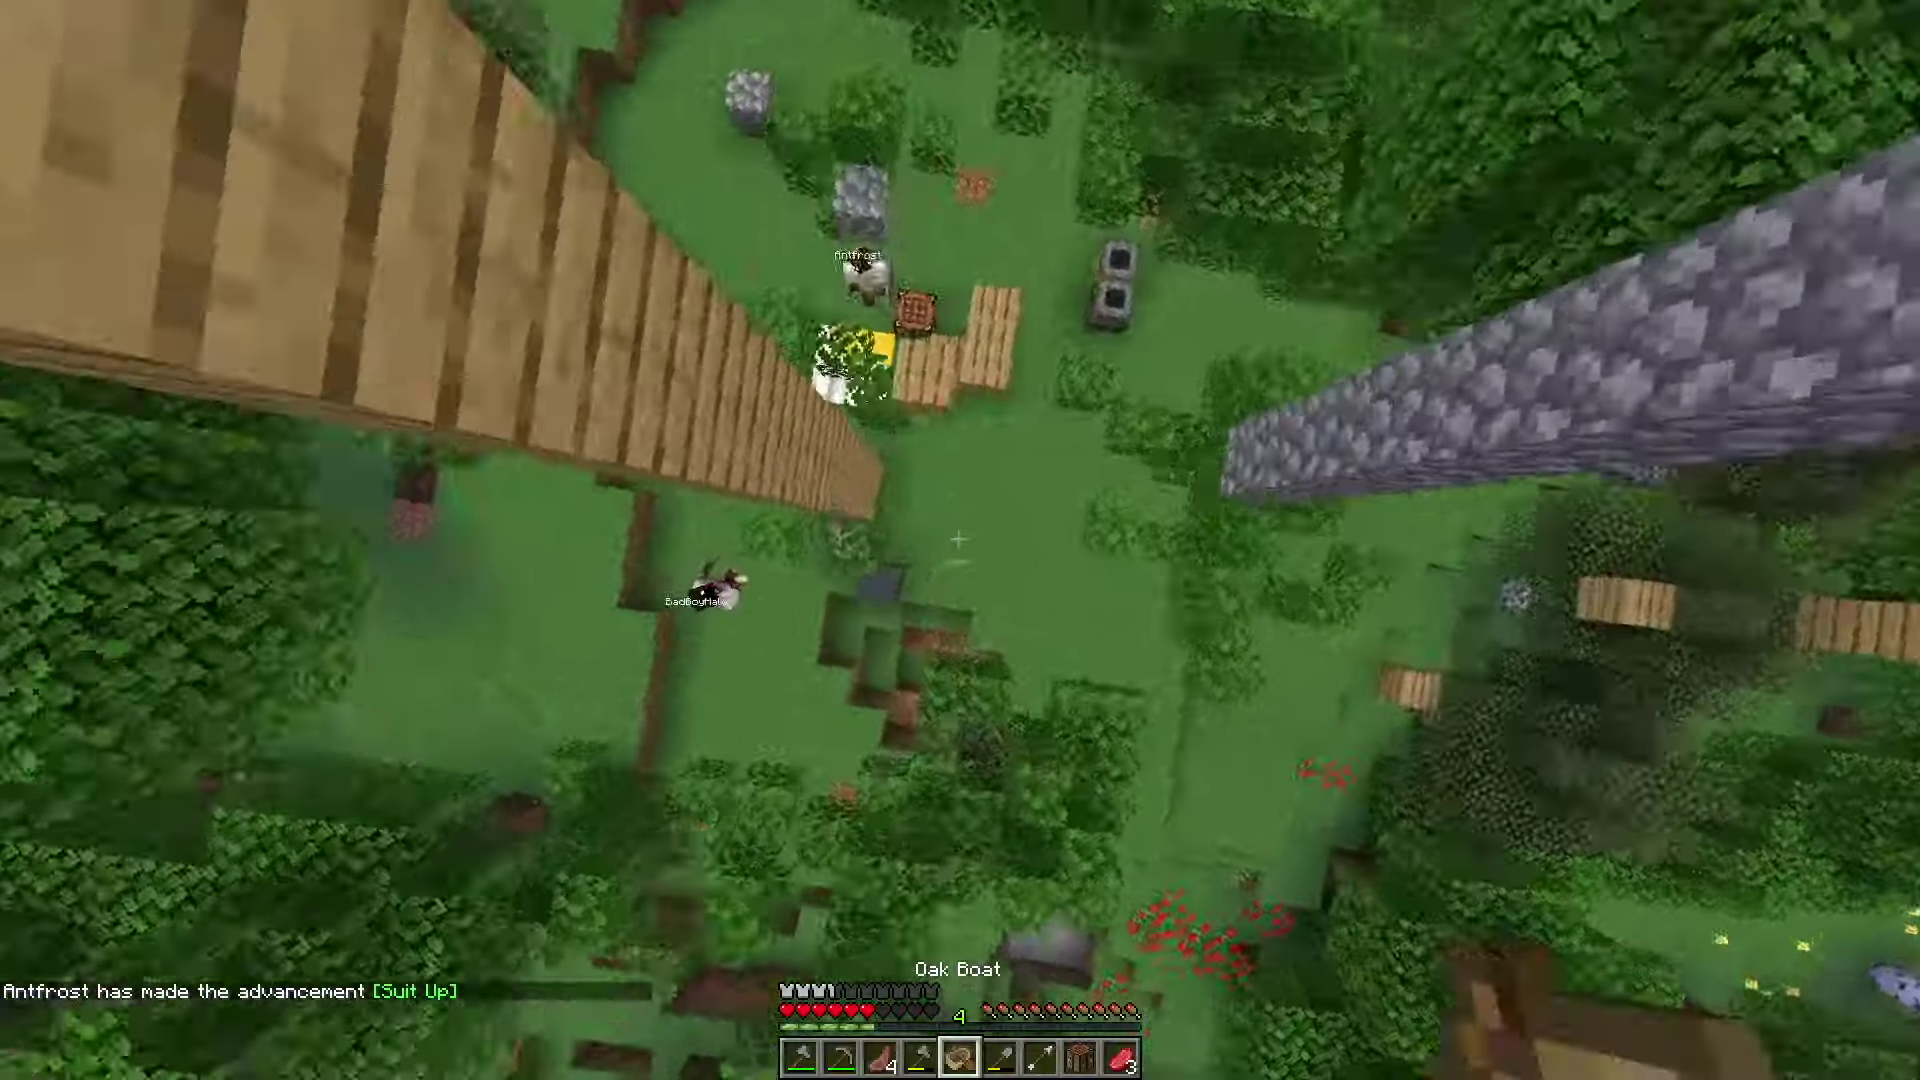 Antfrost
BadBoyHalo
Oak Boat
Antfrost has made the advancement [Suit Up]
4
4
3